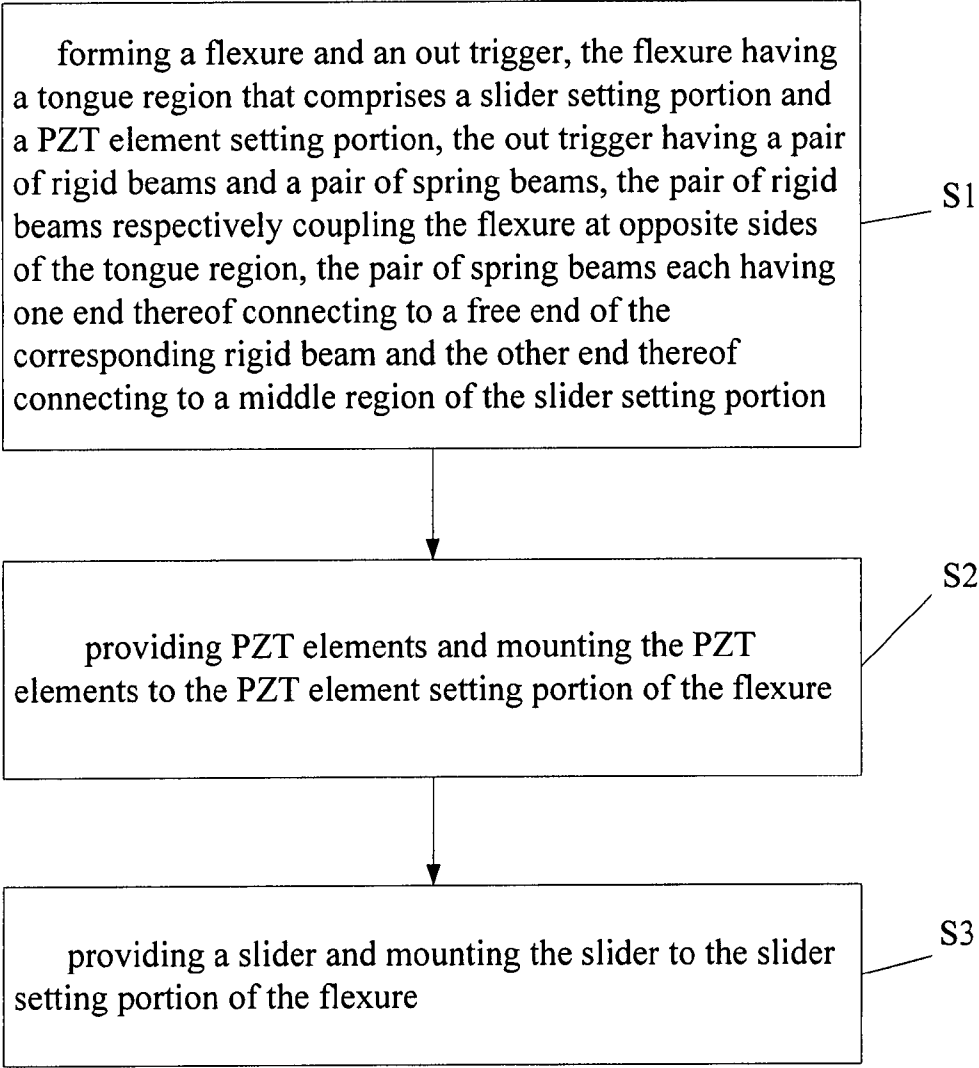 forming a flexure and an out trigger, the flexure having
a tongue region that comprises a slider setting portion and
a PZT element setting portion, the out trigger having a pair
of rigid beams and a pair of spring beams, the pair of rigid
beams respectively coupling the flexure at opposite sides
of the tongue region, the pair of spring beams each having
one end thereof connecting to a free end of the
corresponding rigid beam and the other end thereof
connecting to a middle region of the slider setting portion
S1
providing PZT elements and mounting the PZT
elements to the PZT element setting portion of the flexure
S2
providing a slider and mounting the slider to the slider
setting portion of the flexure
S3